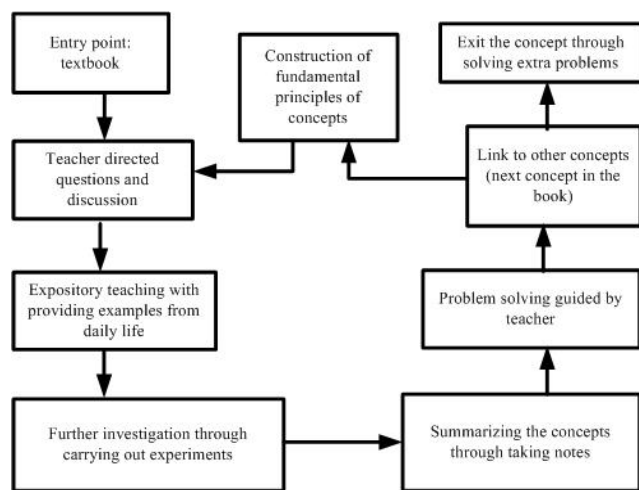 Entry point:
textbook
Construction of
fundamental
principles of
concepts
Exit the concept through
solving extra problems
Teacher directed
questions and
discussion
Link to other concepts
(next concept in the
book)
Expository teaching with
providing examples from
daily life
Problem solving guided by
teacher
Further investigation through
carrying out experiments
Summarizing the concepts
through taking notes